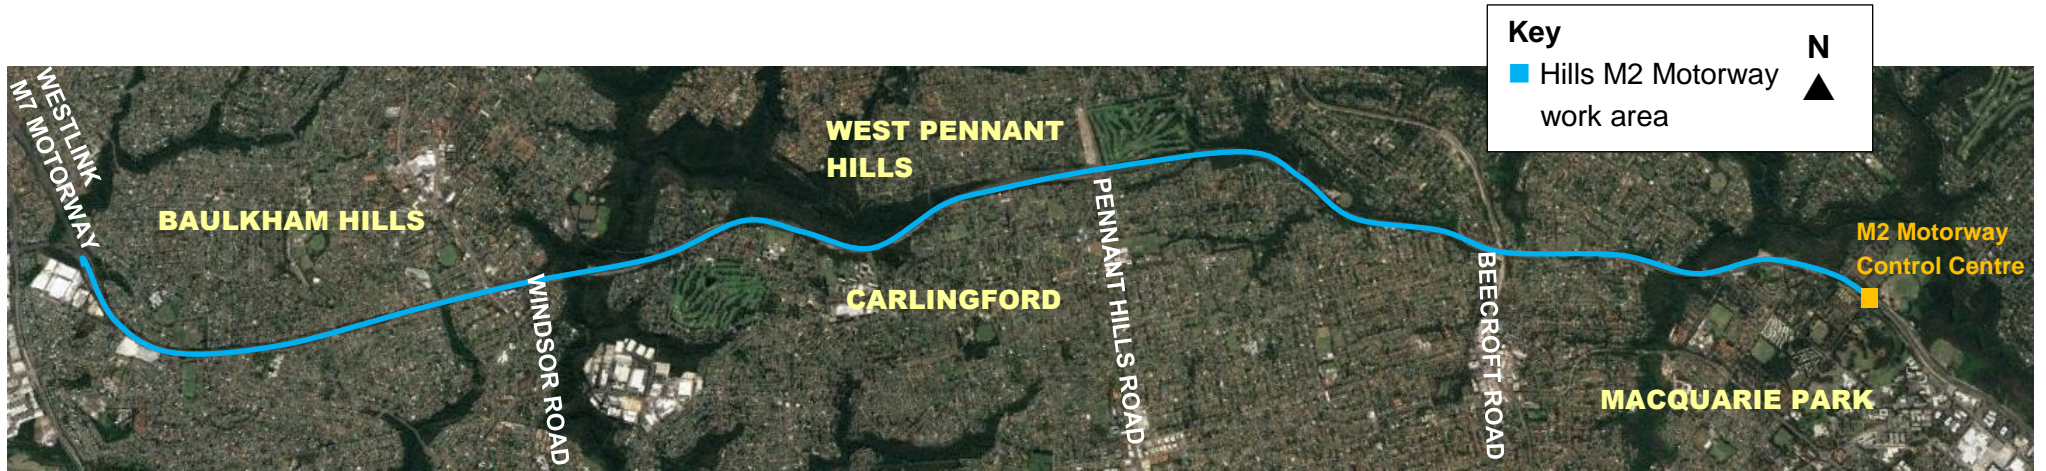 Key
N
Hills M2 Motorway
work area
WESTLINK
M7 MOTORWAY
BAULKHAM HILLS
WEST PENNANT
HILLS
WINDSOR ROAD
CARLINGFORD
PENNANT HILLS ROAD
BEECROFT ROAD
M2 Motorway
Control Centre
MACQUARIE PARK